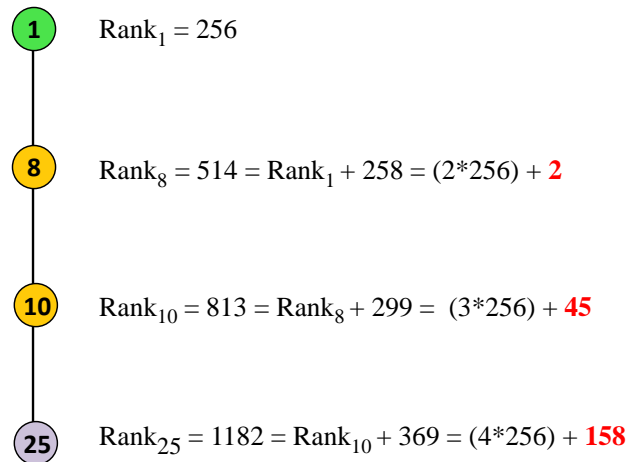 1 Rank₁ = 256
8 Rank₈ = 514 = Rank₁ + 258 = (2*256) + 2
10 Rank₁₀ = 813 = Rank₈ + 299 = (3*256) + 45
25 Rank₂₅ = 1182 = Rank₁₀ + 369 = (4*256) + 158